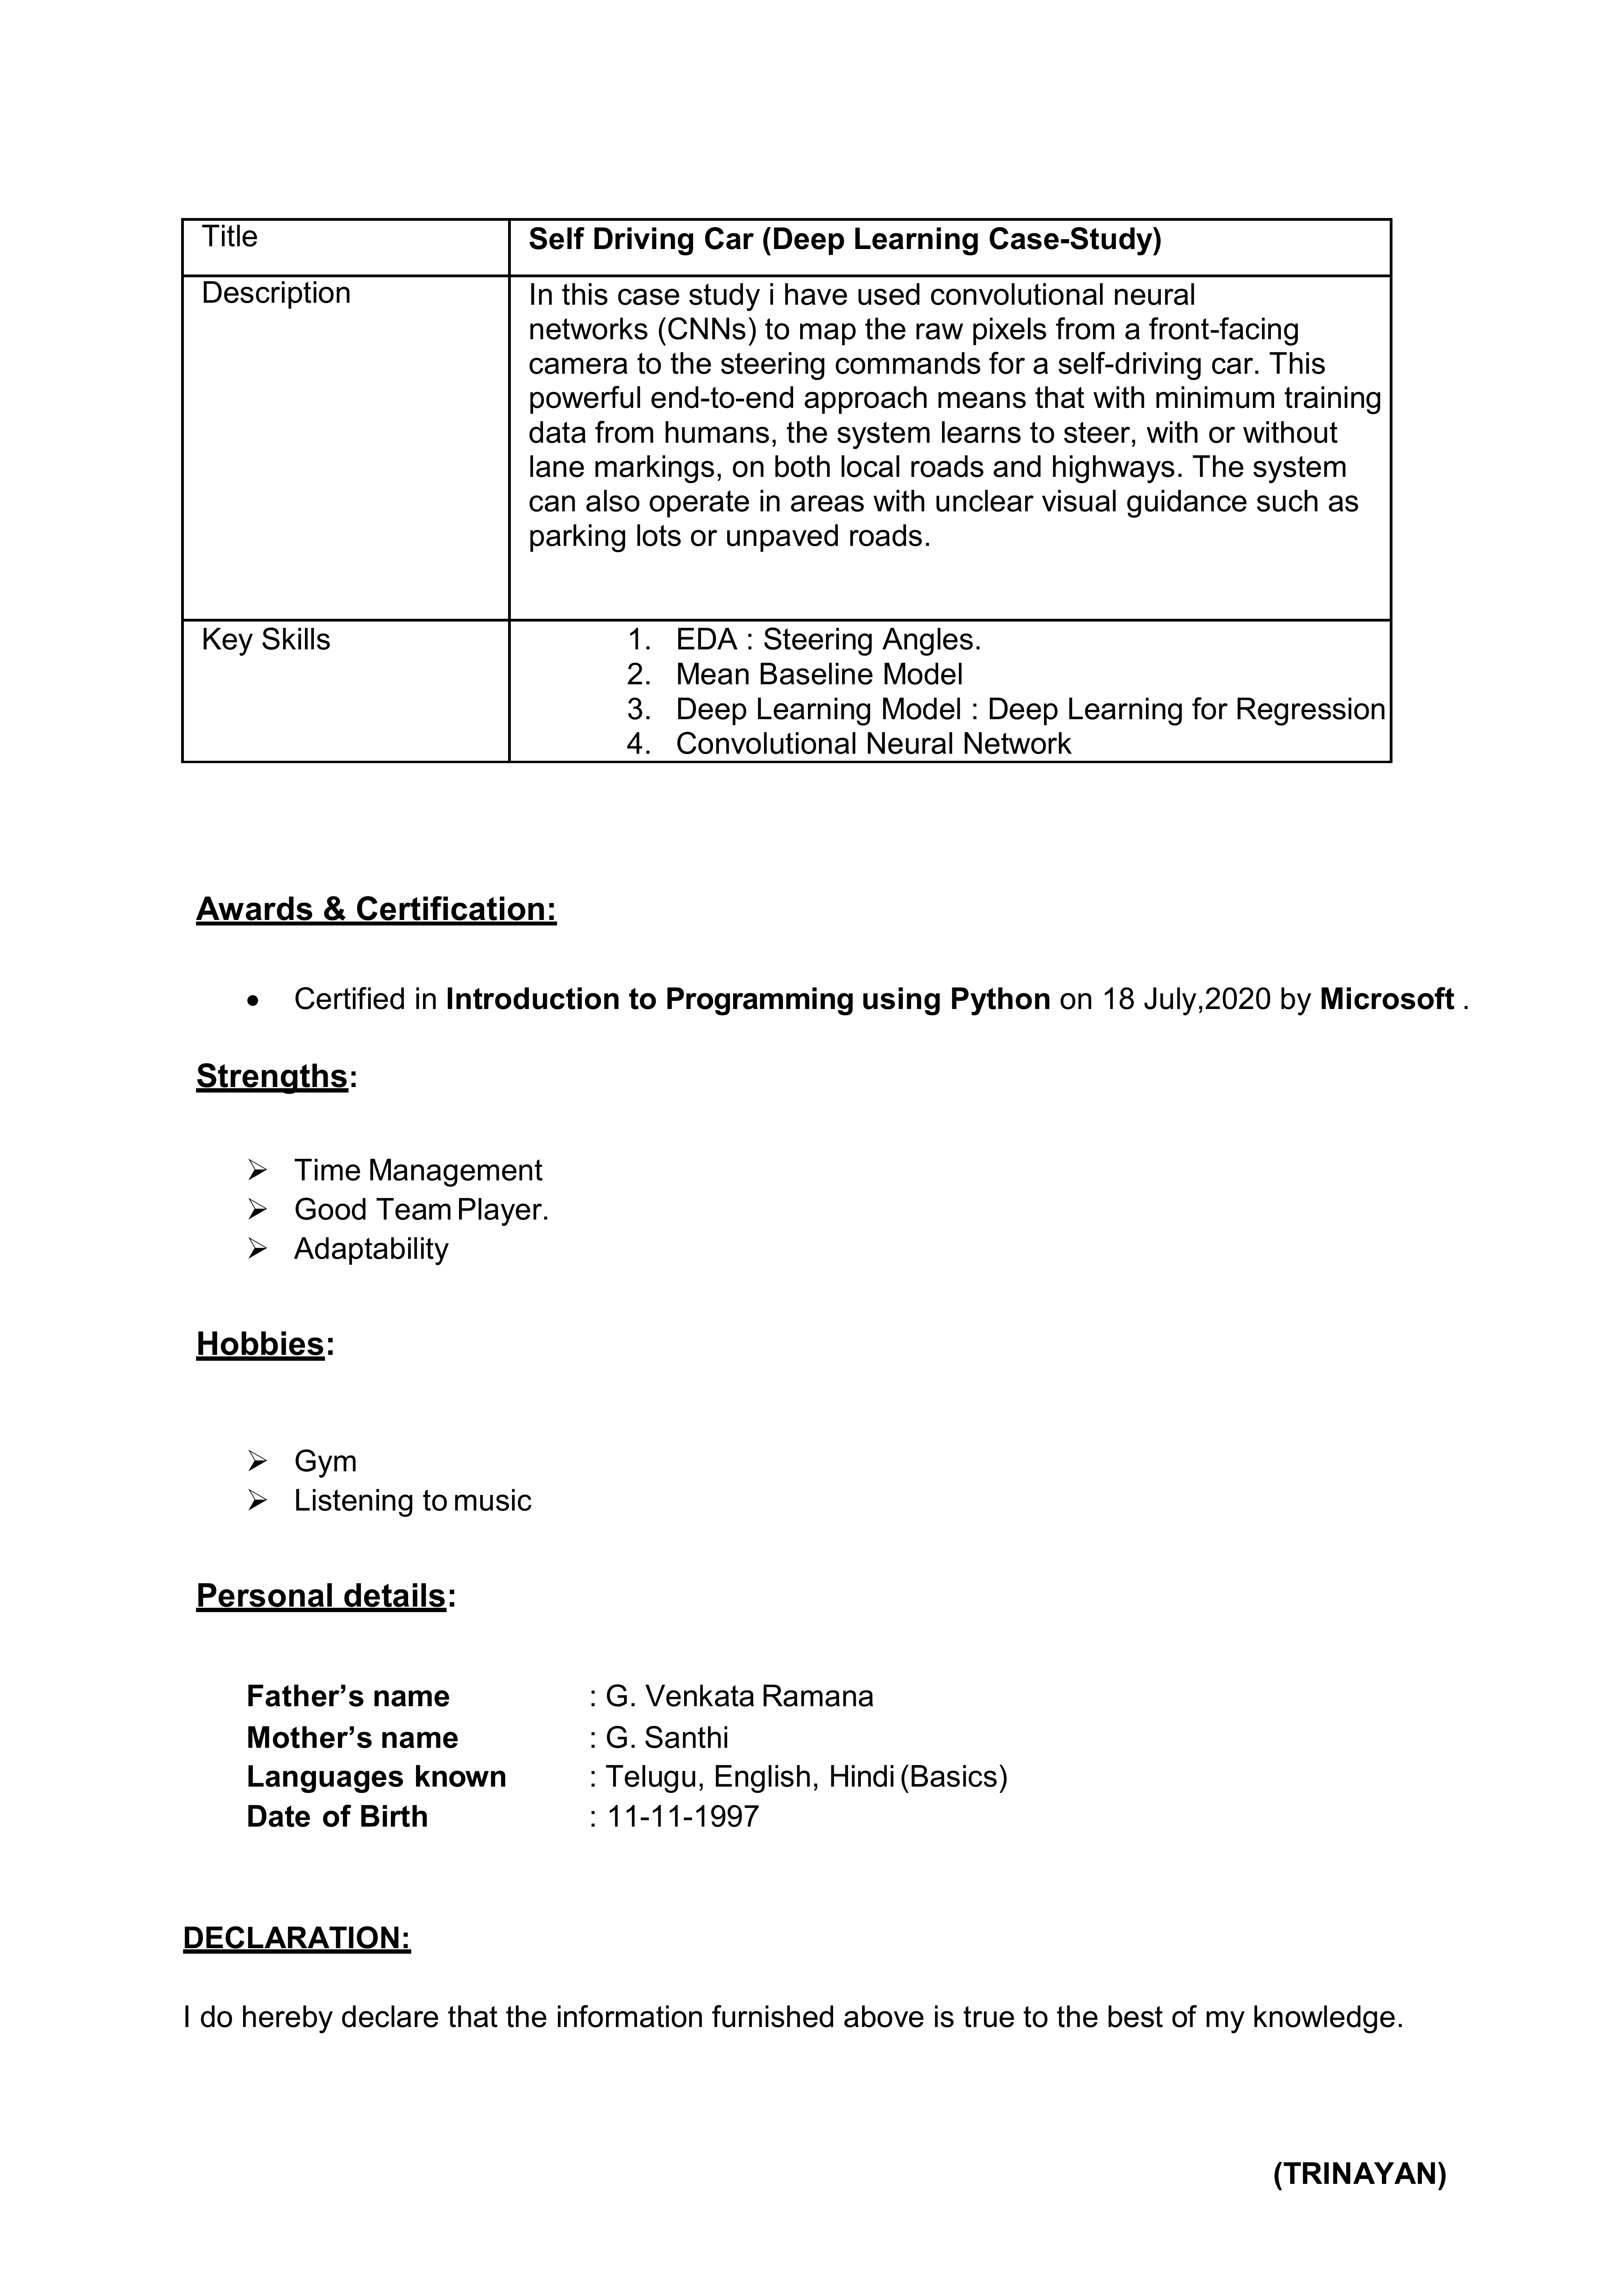 Title
Self Driving Car (Deep Learning Case-Study)
Description
In this case study i have used convolutional neural
networks (CNNs) to map the raw pixels from a front-facing
camera to the steering commands for a self-driving car. This
powerful end-to-end approach means that with minimum training
data from humans, the system learns to steer, with or without
lane markings, on both local roads and highways. The system
can also operate in areas with unclear visual guidance such as
parking lots or unpaved roads.
Key Skills
1. EDA : Steering Angles.
2. Mean Baseline Model
3. Deep Learning Model : Deep Learning for Regression
4. Convolutional Neural Network
Awards & Certification:
• Certified in Introduction to Programming using Python on 18 July,2020 by Microsoft .
Strengths:
➢ Time Management
➢ Good Team Player.
➢ Adaptability
Hobbies:
➢ Gym
➢ Listening to music
Personal details:
Father’s name : G. Venkata Ramana
Mother’s name : G. Santhi
Languages known : Telugu, English, Hindi (Basics)
Date of Birth : 11-11-1997
DECLARATION:
I do hereby declare that the information furnished above is true to the best of my knowledge.
(TRINAYAN)